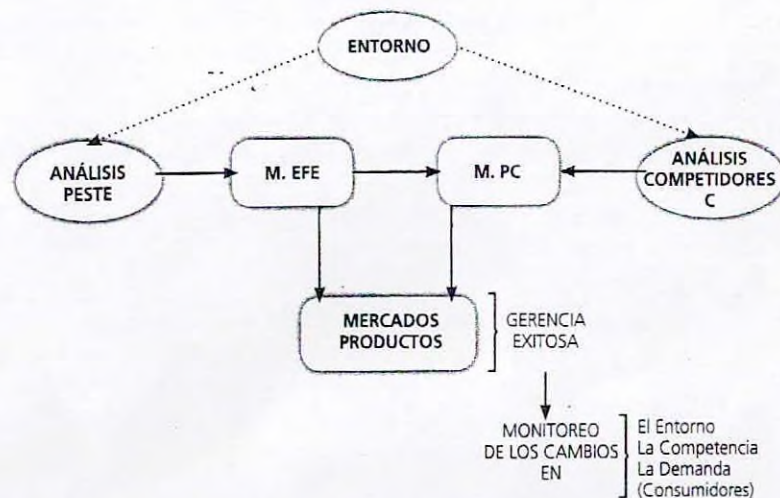 ENTORNO
ANÁLISIS
PESTE
M. EFE
M. PC
ANÁLISIS
COMPETIDORES
C
MERCADOS
PRODUCTOS
GERENCIA
EXITOSA
MONITOREO
DE LOS CAMBIOS
EN
El Entorno
La Competencia
La Demanda
(Consumidores)